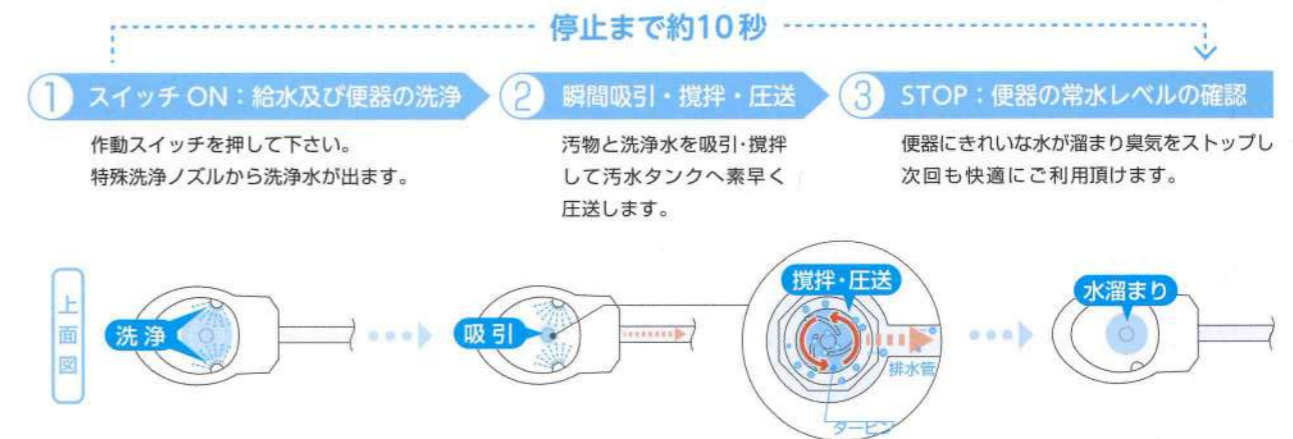 停止まで約10秒
1 スイッチ ON：給水及び便器の洗浄
作動スイッチを押して下さい。
特殊洗浄ノズルから洗浄水が出ます。
2 瞬間吸引・撹拌・圧送
汚物と洗浄水を吸引・撹拌
して汚水タンクへ素早く
圧送します。
3 STOP：便器の常水レベルの確認
便器にきれいな水が溜まり臭気をストップし
次回も快適にご利用頂けます。
上面図
洗浄
吸引
撹拌・圧送
排水管
タービン
水溜まり